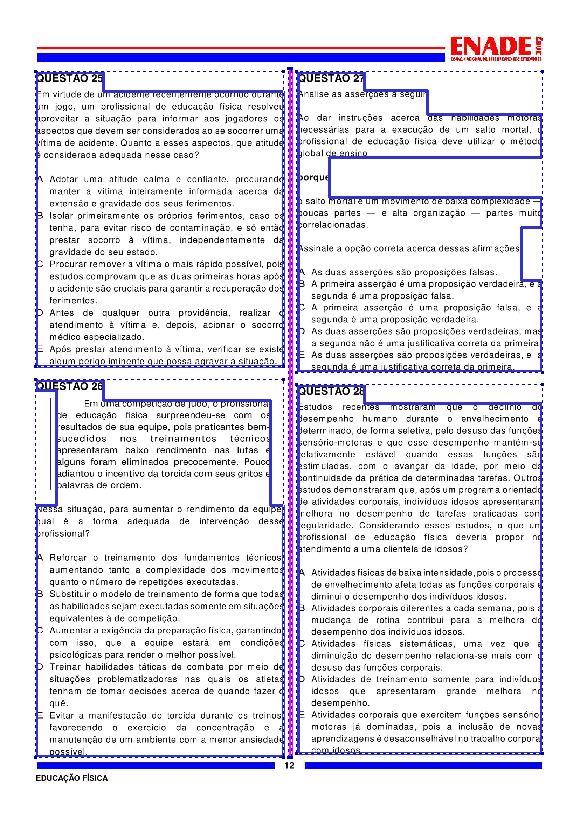 ENADE 2007
EXAME NACIONAL DE DESEMPENHO DOS ESTUDANTES
QUESTÃO 25
Em virtude de um acidente recentemente ocorrido durante
um jogo, um profissional de educação física resolveu
aproveitar a situação para informar aos jogadores os
aspectos que devem ser considerados ao se socorrer uma
vítima de acidente. Quanto a esses aspectos, que atitude
é considerada adequada nesse caso?
A Adotar uma atitude calma e confiante, procurando
manter a vítima inteiramente informada acerca da
extensão e gravidade dos seus ferimentos.
B Isolar primeiramente os próprios ferimentos, caso os
tenha, para evitar risco de contaminação, e só então
prestar socorro à vítima, independentemente da
gravidade do seu estado.
C Procurar remover a vítima o mais rápido possível, pois
estudos comprovam que as duas primeiras horas após
o acidente são cruciais para garantir a recuperação dos
ferimentos.
D Antes de qualquer outra providência, realizar o
atendimento à vítima e, depois, acionar o socorro
médico especializado.
E Após prestar atendimento à vítima, verificar se existe
algum perigo iminente que possa agravar a situação.
QUESTÃO 26
Em uma competição de judô, o profissional
de educação física surpreendeu-se com os
resultados de sua equipe, pois praticantes bem-
sucedidos nos treinamentos técnicos
apresentaram baixo rendimento nas lutas e
alguns foram eliminados precocemente. Pouco
adiantou o incentivo da torcida com seus gritos e
palavras de ordem.
Nessa situação, para aumentar o rendimento da equipe,
qual é a forma adequada de intervenção desse
profissional?
A Reforçar o treinamento dos fundamentos técnicos,
aumentando tanto a complexidade dos movimentos
quanto o número de repetições executadas.
B Substituir o modelo de treinamento de forma que todas
as habilidades sejam executadas somente em situações
equivalentes à de competição.
C Aumentar a exigência da preparação física, garantindo,
com isso, que a equipe estará em condições
psicológicas para render o melhor possível.
D Treinar habilidades táticas de combate por meio de
situações problematizadoras nas quais os atletas
tenham de tomar decisões acerca de quando fazer o
quê.
E Evitar a manifestação de torcida durante os treinos,
favorecendo o exercício da concentração e a
manutenção de um ambiente com a menor ansiedade
possível.
QUESTÃO 27
Analise as asserções a seguir.
Ao dar instruções acerca das habilidades motoras
necessárias para a execução de um salto mortal, o
profissional de educação física deve utilizar o método
global de ensino
porque
o salto mortal é um movimento de baixa complexidade —
poucas partes — e alta organização — partes muito
correlacionadas.
Assinale a opção correta acerca dessas afirmações.
A As duas asserções são proposições falsas.
B A primeira asserção é uma proposição verdadeira, e a
segunda é uma proposição falsa.
C A primeira asserção é uma proposição falsa, e a
segunda é uma proposição verdadeira.
D As duas asserções são proposições verdadeiras, mas
a segunda não é uma justificativa correta da primeira.
E As duas asserções são proposições verdadeiras, e a
segunda é uma justificativa correta da primeira.
QUESTÃO 28
Estudos recentes mostraram que o declínio do
desempenho humano durante o envelhecimento é
determinado, de forma seletiva, pelo desuso das funções
sensório-motoras e que esse desempenho mantém-se
relativamente estável quando essas funções são
estimuladas, com o avançar da idade, por meio da
continuidade da prática de determinadas tarefas. Outros
estudos demonstraram que, após um programa orientado
de atividades corporais, indivíduos idosos apresentaram
melhora no desempenho de tarefas praticadas com
regularidade. Considerando esses estudos, o que um
profissional de educação física deveria propor no
atendimento a uma clientela de idosos?
A Atividades físicas de baixa intensidade, pois o processo
de envelhecimento afeta todas as funções corporais e
diminui o desempenho dos indivíduos idosos.
B Atividades corporais diferentes a cada semana, pois a
mudança de rotina contribui para a melhora do
desempenho dos indivíduos idosos.
C Atividades físicas sistemáticas, uma vez que a
diminuição do desempenho relaciona-se mais com o
desuso das funções corporais.
D Atividades de treinamento somente para indivíduos
idosos que apresentaram grande melhora no
desempenho.
E Atividades corporais que exercitem funções sensório-
motoras já dominadas, pois a inclusão de novas
aprendizagens é desaconselhável no trabalho corporal
com idosos.
12
EDUCAÇÃO FÍSICA